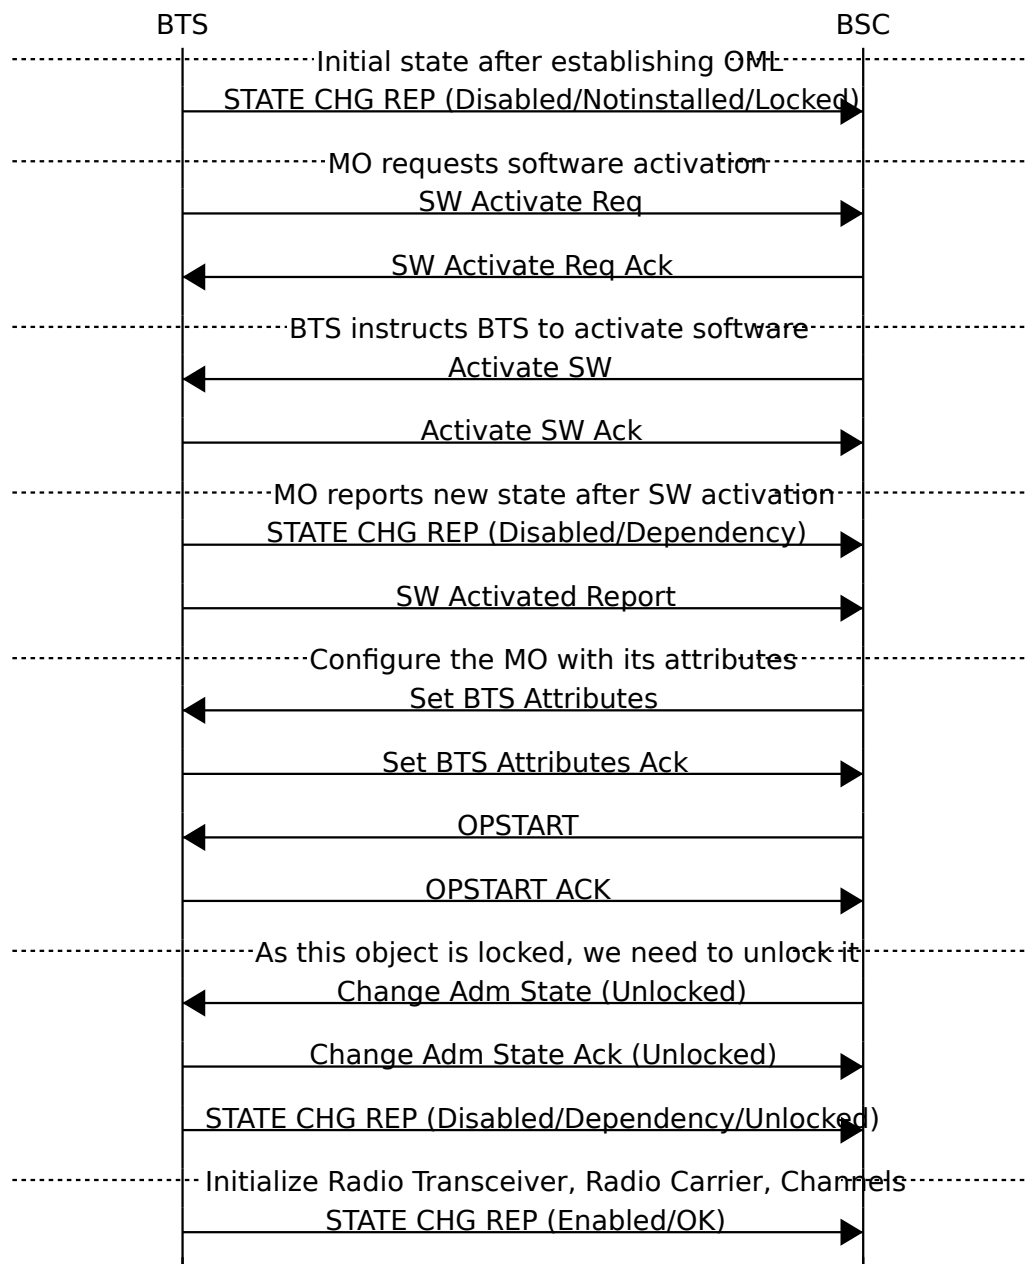 BTS BSC
Initial state after establishing OML
STATE CHG REP (Disabled/Notinstalled/Locked)
MO requests software activation
SW Activate Req
SW Activate Req Ack
BTS instructs BTS to activate software
Activate SW
Activate SW Ack
MO reports new state after SW activation
STATE CHG REP (Disabled/Dependency)
SW Activated Report
Configure the MO with its attributes
Set BTS Attributes
Set BTS Attributes Ack
OPSTART
OPSTART ACK
As this object is locked, we need to unlock it
Change Adm State (Unlocked)
Change Adm State Ack (Unlocked)
STATE CHG REP (Disabled/Dependency/Unlocked)
Initialize Radio Transceiver, Radio Carrier, Channels
STATE CHG REP (Enabled/OK)